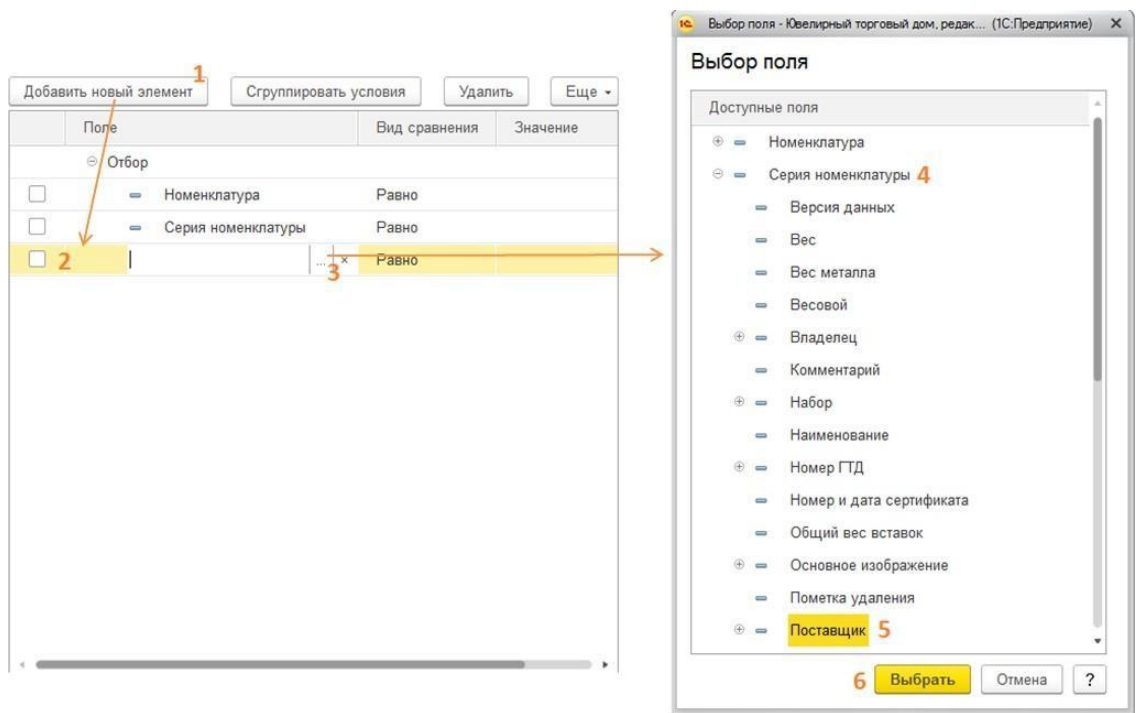 1С Выбор поля - Ювелирный торговый дом, редак... (1С:Предприятие) ×
Выбор поля
1
Добавить новый элемент Сгруппировать условия Удалить Еще
Поле Вид сравнения Значение
Отбор
Номенклатура Равно
Серия номенклатуры Равно
2 ... × Равно
3
Доступные поля
Номенклатура
Серия номенклатуры 4
Версия данных
Вес
Вес металла
Весовой
Владелец
Комментарий
Набор
Наименование
Номер ГТД
Номер и дата сертификата
Общий вес вставок
Основное изображение
Пометка удаления
Поставщик 5
6 Выбрать Отмена ?